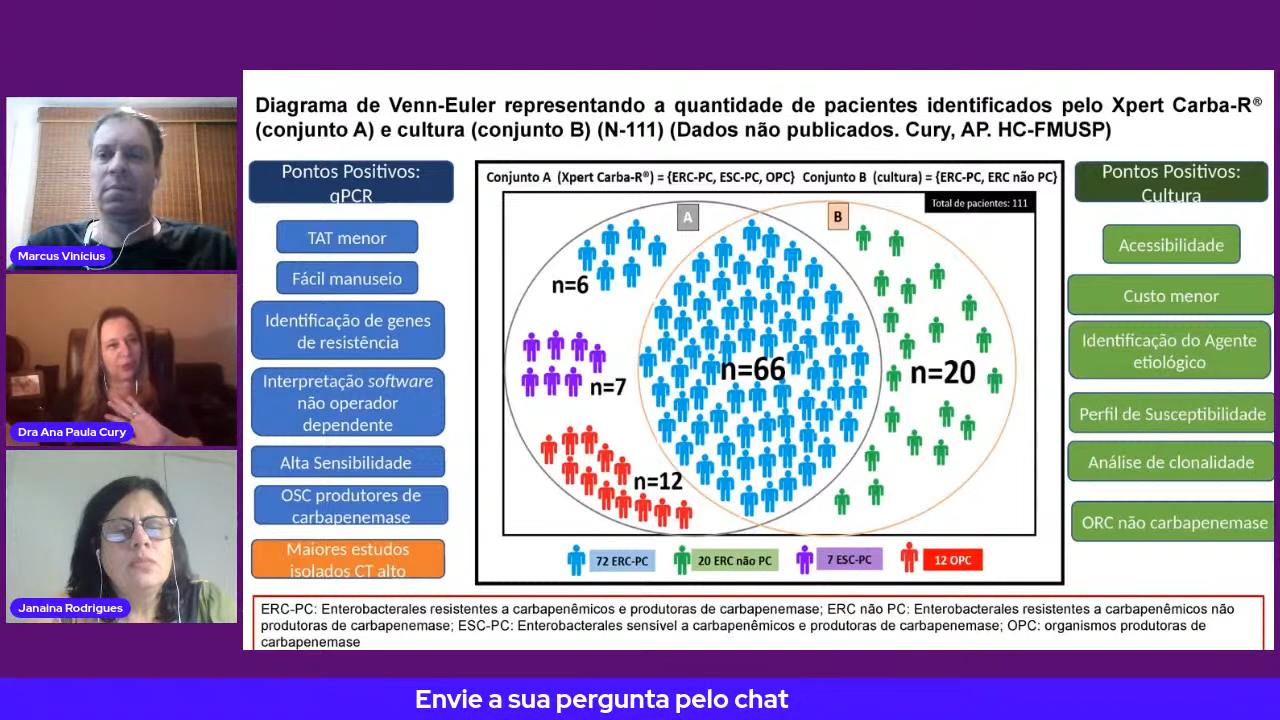 Diagrama de Venn-Euler representando a quantidade de pacientes identificados pelo Xpert Carba-R®
(conjunto A) e cultura (conjunto B) (N-111) (Dados não publicados. Cury, AP. HC-FMUSP)
Pontos Positivos:
qPCR
TAT menor
Fácil manuseio
Identificação de genes
de resistência
Interpretação software
não operador
dependente
Alta Sensibilidade
OSC produtores de
carbapenemase
Maiores estudos
isolados CT alto
Conjunto A (Xpert Carba-R®) = {ERC-PC, ESC-PC, OPC} Conjunto B (cultura) = {ERC-PC, ERC não PC}
Total de pacientes: 111
A
B
n=6
n=7
n=12
n=66
n=20
72 ERC-PC
20 ERC não PC
7 ESC-PC
12 OPC
Pontos Positivos:
Cultura
Acessibilidade
Custo menor
Identificação do Agente
etiológico
Perfil de Susceptibilidade
Análise de clonalidade
ORC não carbapenemase
ERC-PC: Enterobacterales resistentes a carbapenêmicos e produtoras de carbapenemase; ERC não PC: Enterobacterales resistentes a carbapenêmicos não
produtoras de carbapenemase; ESC-PC: Enterobacterales sensível a carbapenêmicos e produtoras de carbapenemase; OPC: organismos produtoras de
carbapenemase
Marcus Vinícius
Dra Ana Paula Cury
Janaina Rodrigues
Envie a sua pergunta pelo chat